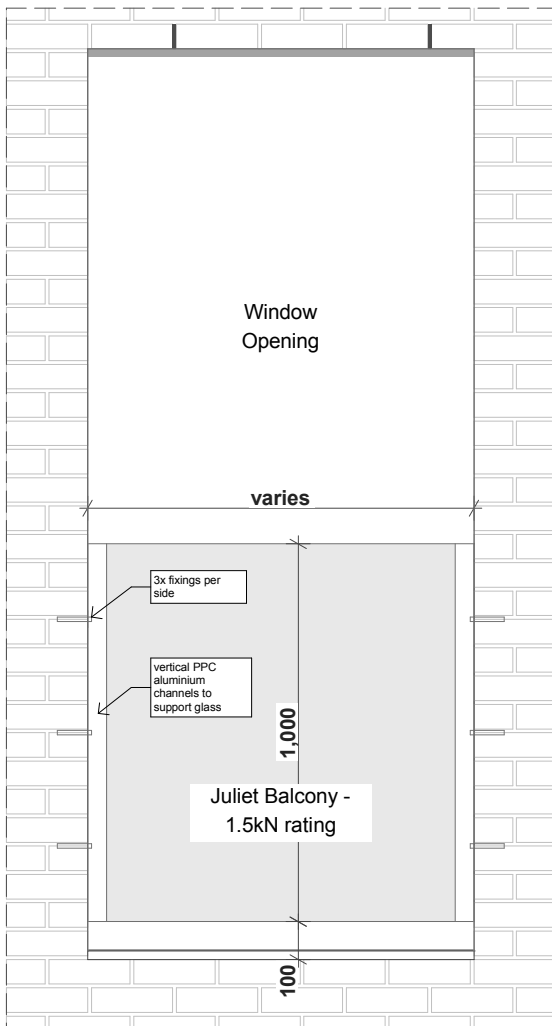 Window
Opening
varies
3x fixings per
side
vertical PPC
aluminium
channels to
support glass
1,000
Juliet Balcony -
1.5kN rating
100